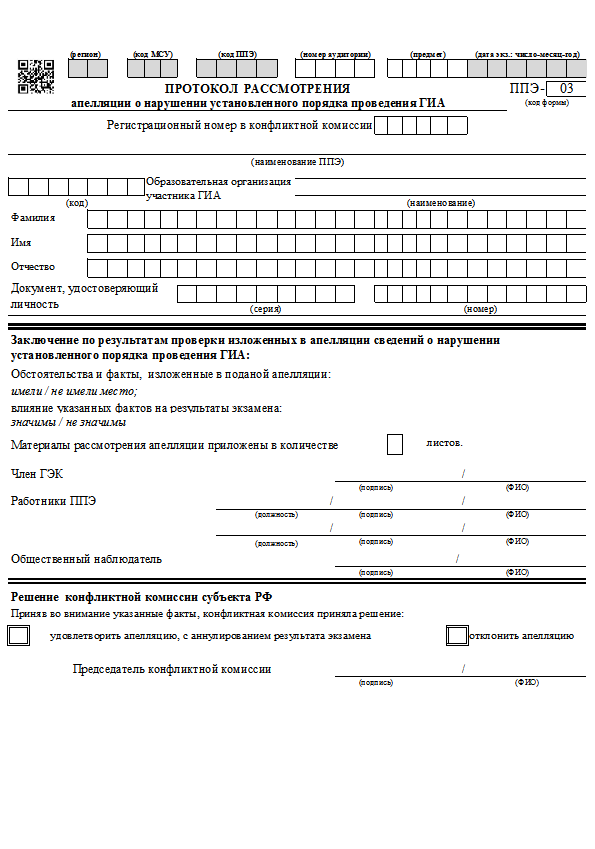 (регион) (код МСУ) (код ППЭ) (номер аудитории) (предмет) (дата экз.: число-месяц-год)
ПРОТОКОЛ РАССМОТРЕНИЯ ППЭ- 03
апелляции о нарушении установленного порядка проведения ГИА (код формы)
Регистрационный номер в конфликтной комиссии
(наименование ППЭ)
Образовательная организация
участника ГИА
(код) (наименование)
Фамилия
Имя
Отчество
Документ, удостоверяющий
личность
(серия) (номер)
Заключение по результатам проверки изложенных в апелляции сведений о нарушении
установленного порядка проведения ГИА:
Обстоятельства и факты, изложенные в поданой апелляции:
имели / не имели место;
влияние указанных фактов на результаты экзамена:
значимы / не значимы
Материалы рассмотрения апелляции приложены в количестве листов.
Член ГЭК /
(подпись) (ФИО)
Работники ППЭ / /
(должность) (подпись) (ФИО)
/ /
(должность) (подпись) (ФИО)
Общественный наблюдатель /
(подпись) (ФИО)
Решение конфликтной комиссии субъекта РФ
Приняв во внимание указанные факты, конфликтная комиссия приняла решение:
удовлетворить апелляцию, с аннулированием результата экзамена отклонить апелляцию
Председатель конфликтной комиссии /
(подпись) (ФИО)